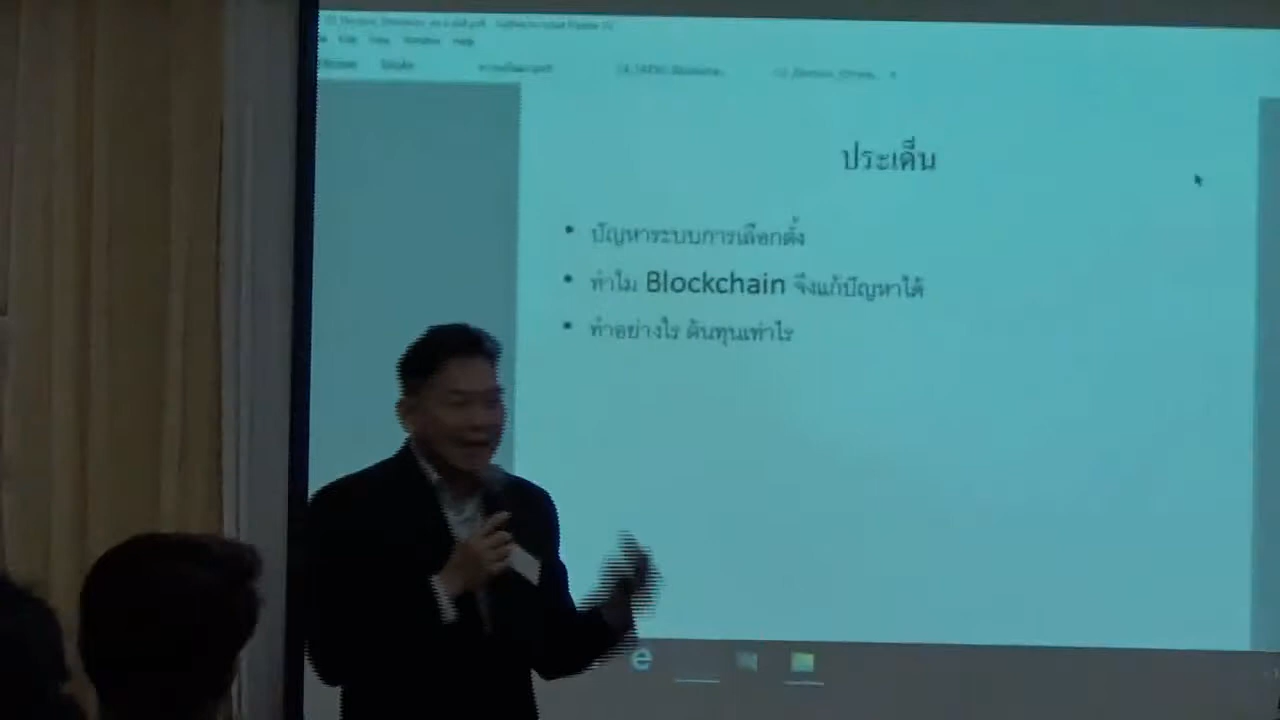 ประเด็น
• ปัญหาระบบการเลือกตั้ง
• ทำไม Blockchain จึงแก้ปัญหาได้
• ทำอย่างไร ต้นทุนเท่าไร